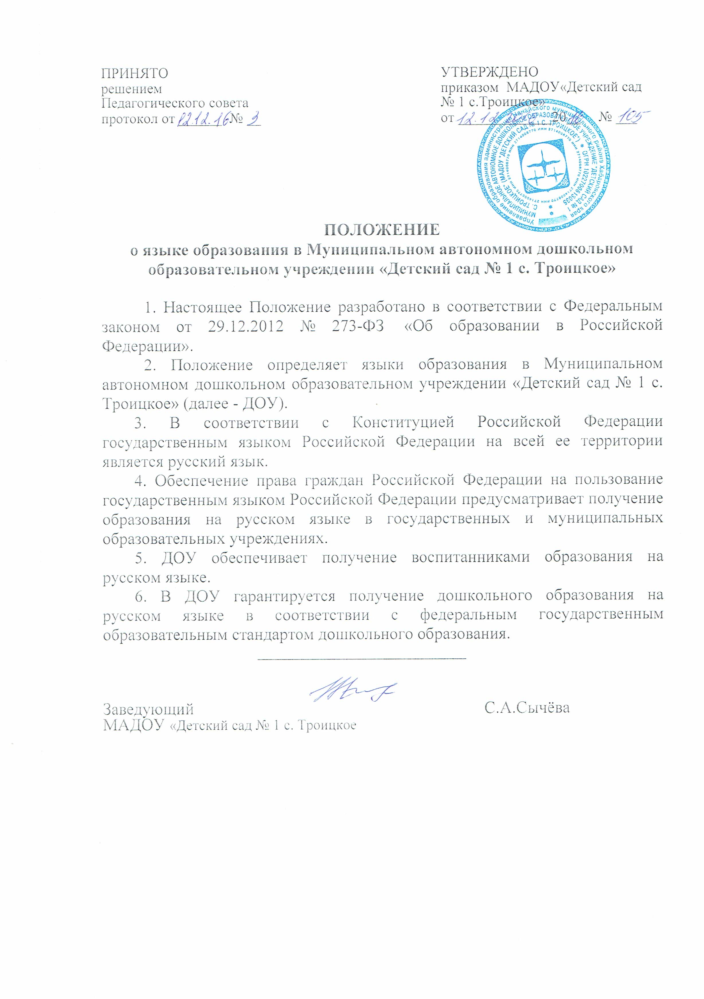 ПРИНЯТО
решением
Педагогического совета
протокол от 12.12.16 № 3
УТВЕРЖДЕНО
приказом МАДОУ«Детский сад
№ 1 с.Троицкое»
от 12.12. 20 16 № 105
Управление образования администрации Нанайского муниципального района Хабаровского края
МУНИЦИПАЛЬНОЕ АВТОНОМНОЕ ДОШКОЛЬНОЕ ОБРАЗОВАТЕЛЬНОЕ УЧРЕЖДЕНИЕ "ДЕТСКИЙ САД № 1
С. ТРОИЦКОЕ" (МАДОУ "ДЕТСКИЙ САД № 1 С. ТРОИЦКОЕ") * ОГРН 1022700613035
ИНН 2714006770 ИНН 2714006770 ИНН 2714006770 ИНН 2714006770
ПОЛОЖЕНИЕ
о языке образования в Муниципальном автономном дошкольном
образовательном учреждении «Детский сад № 1 с. Троицкое»
1. Настоящее Положение разработано в соответствии с Федеральным
законом от 29.12.2012 № 273-ФЗ «Об образовании в Российской
Федерации».
2. Положение определяет языки образования в Муниципальном
автономном дошкольном образовательном учреждении «Детский сад № 1 с.
Троицкое» (далее - ДОУ).
3. В соответствии с Конституцией Российской Федерации
государственным языком Российской Федерации на всей ее территории
является русский язык.
4. Обеспечение права граждан Российской Федерации на пользование
государственным языком Российской Федерации предусматривает получение
образования на русском языке в государственных и муниципальных
образовательных учреждениях.
5. ДОУ обеспечивает получение воспитанниками образования на
русском языке.
6. В ДОУ гарантируется получение дошкольного образования на
русском языке в соответствии с федеральным государственным
образовательным стандартом дошкольного образования.
Заведующий
С.А.Сычёва
МАДОУ «Детский сад № 1 с. Троицкое